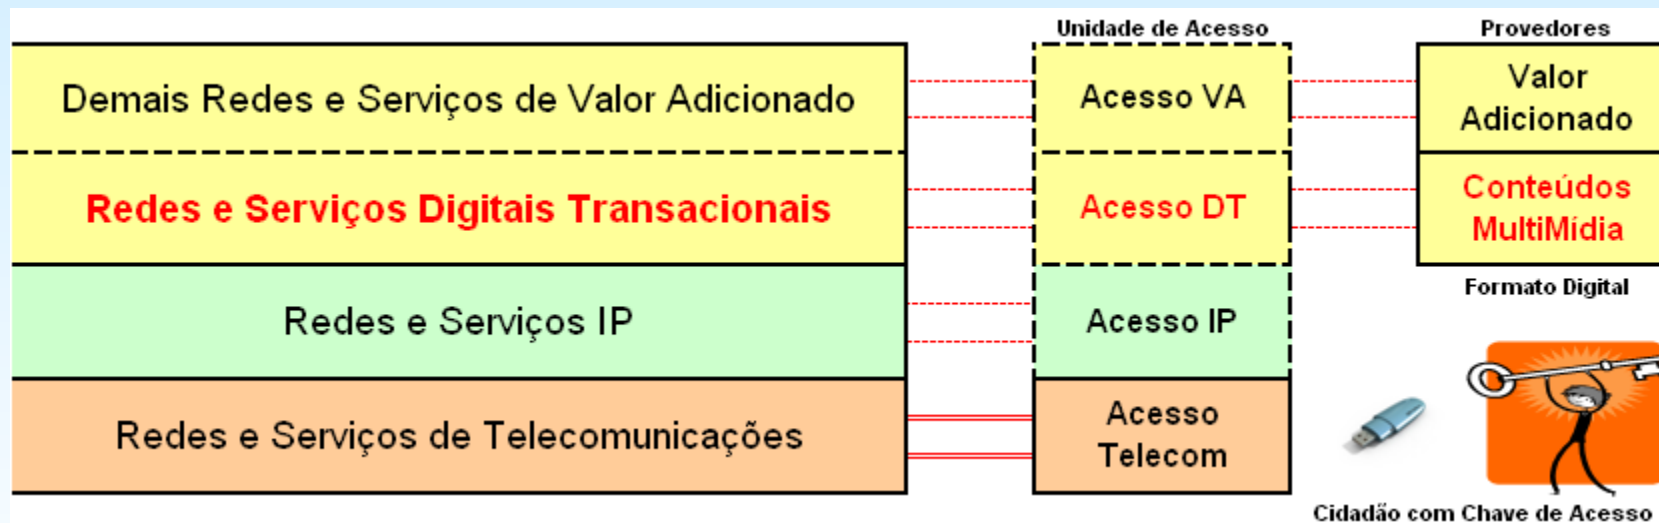 Unidade de Acesso
Provedores
Demais Redes e Serviços de Valor Adicionado
Acesso VA
Valor
Adicionado
Redes e Serviços Digitais Transacionais
Acesso DT
Conteúdos
MultiMídia
Redes e Serviços IP
Acesso IP
Formato Digital
Redes e Serviços de Telecomunicações
Acesso
Telecom
Cidadão com Chave de Acesso